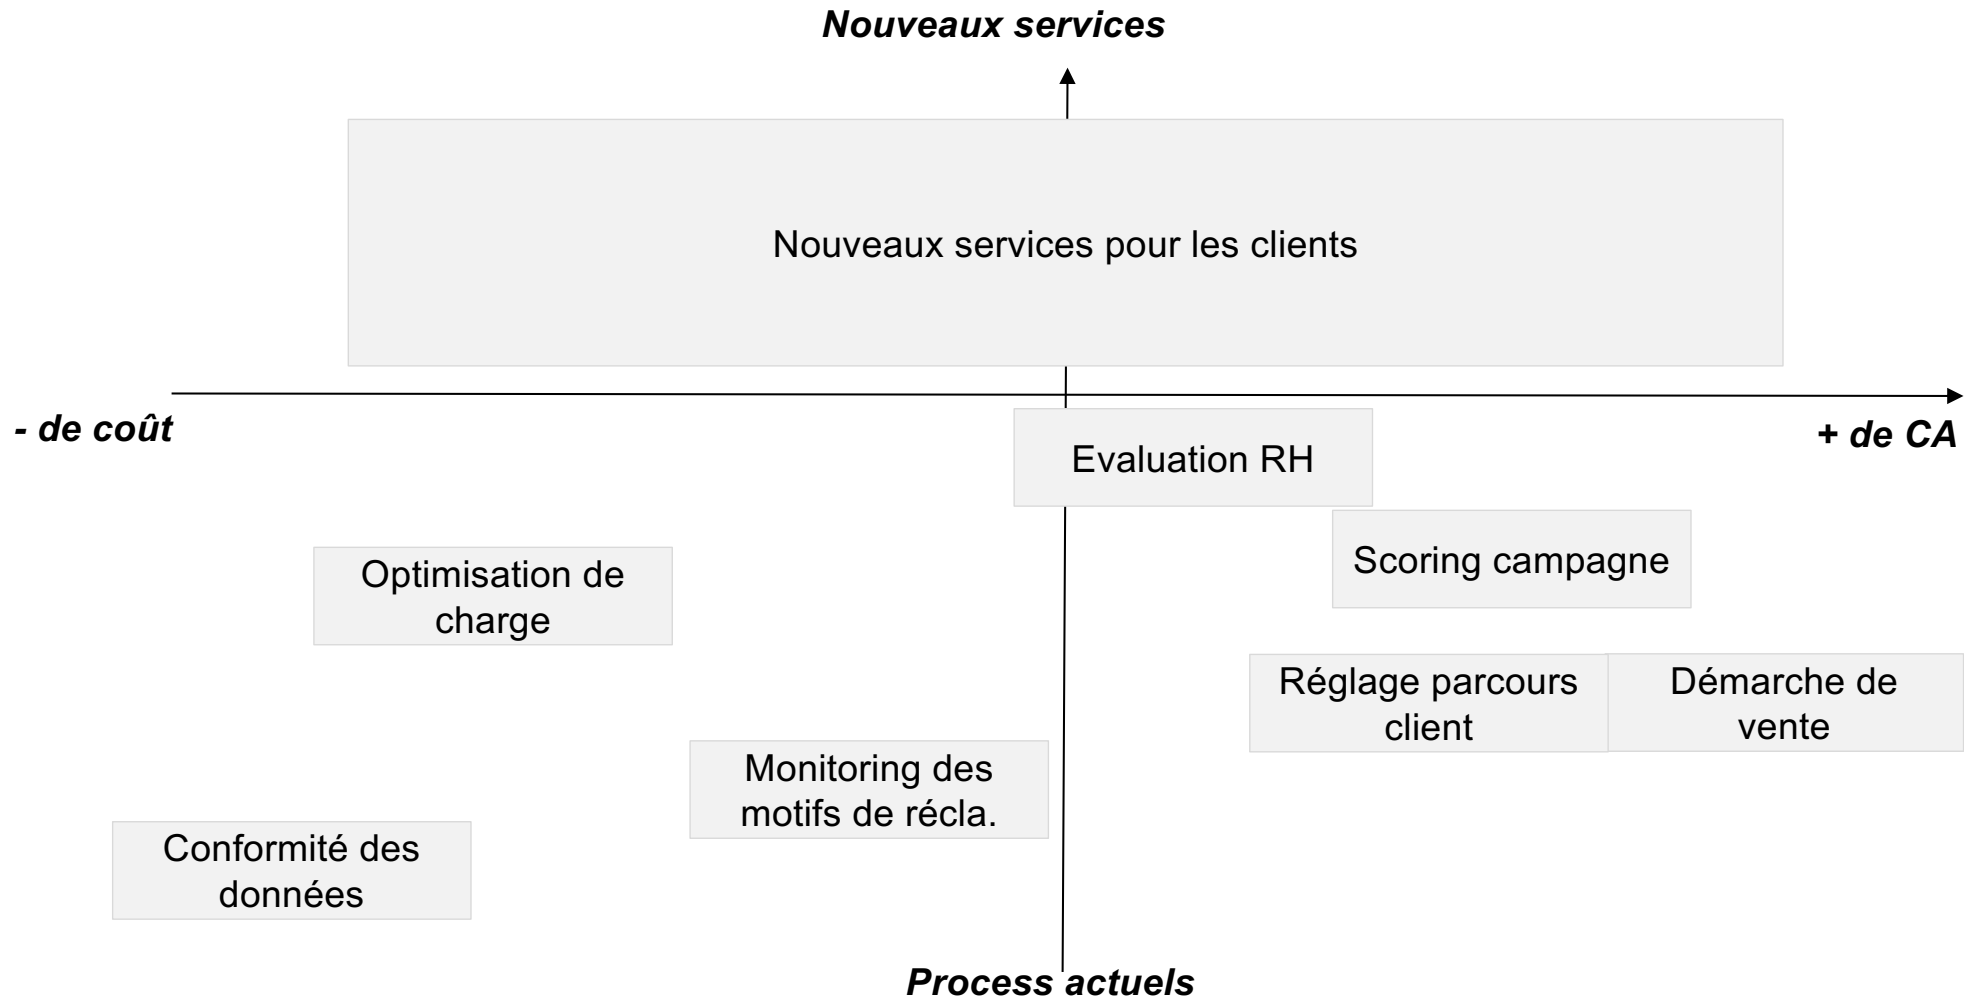 Nouveaux services
Nouveaux services pour les clients
- de coût
+ de CA
Evaluation RH
Scoring campagne
Optimisation de
charge
Réglage parcours
client
Démarche de
vente
Monitoring des
motifs de récla.
Conformité des
données
Process actuels